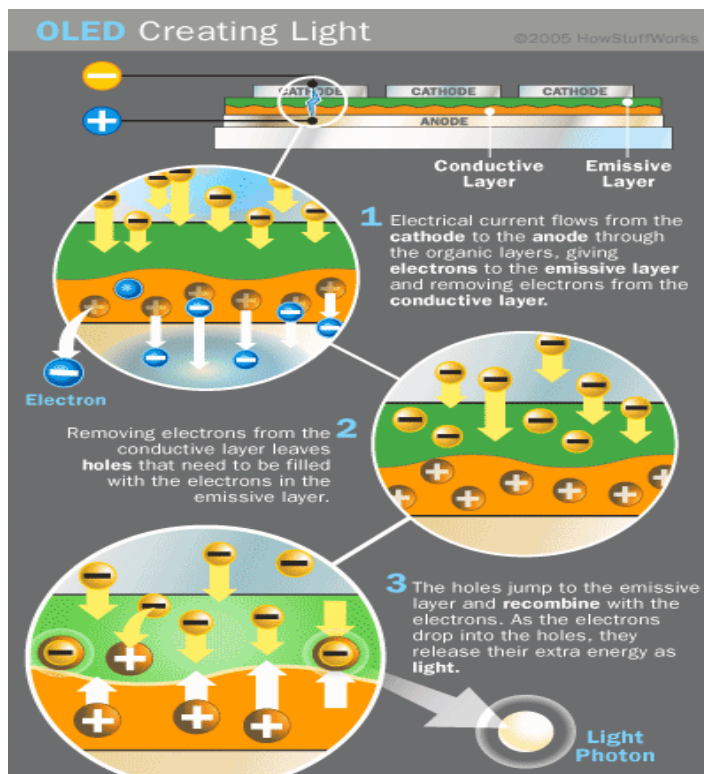 OLED Creating Light
©2005 HowStuffWorks
CATHODE CATHODE CATHODE
ANODE
Conductive Layer
Emissive Layer
1 Electrical current flows from the
cathode to the anode through
the organic layers, giving
electrons to the emissive layer
and removing electrons from the
conductive layer.
Electron
2 Removing electrons from the
conductive layer leaves
holes that need to be filled
with the electrons in the
emissive layer.
3 The holes jump to the emissive
layer and recombine with the
electrons. As the electrons
drop into the holes, they
release their extra energy as
light.
Light
Photon